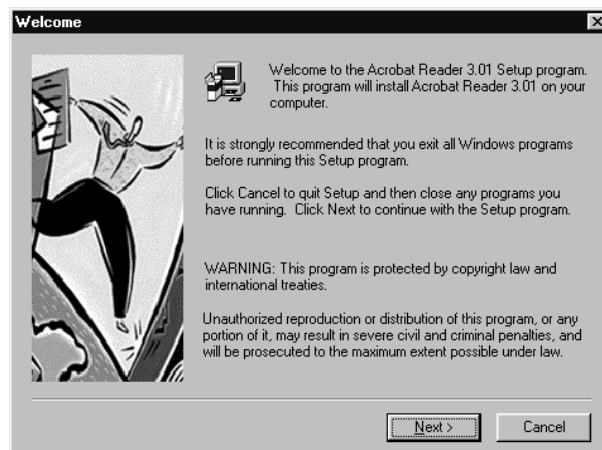 Welcome
Welcome to the Acrobat Reader 3.01 Setup program.
This program will install Acrobat Reader 3.01 on your
computer.
It is strongly recommended that you exit all Windows programs
before running this Setup program.
Click Cancel to quit Setup and then close any programs you
have running. Click Next to continue with the Setup program.
WARNING: This program is protected by copyright law and
international treaties.
Unauthorized reproduction or distribution of this program, or any
portion of it, may result in severe civil and criminal penalties, and
will be prosecuted to the maximum extent possible under law.
Next > Cancel